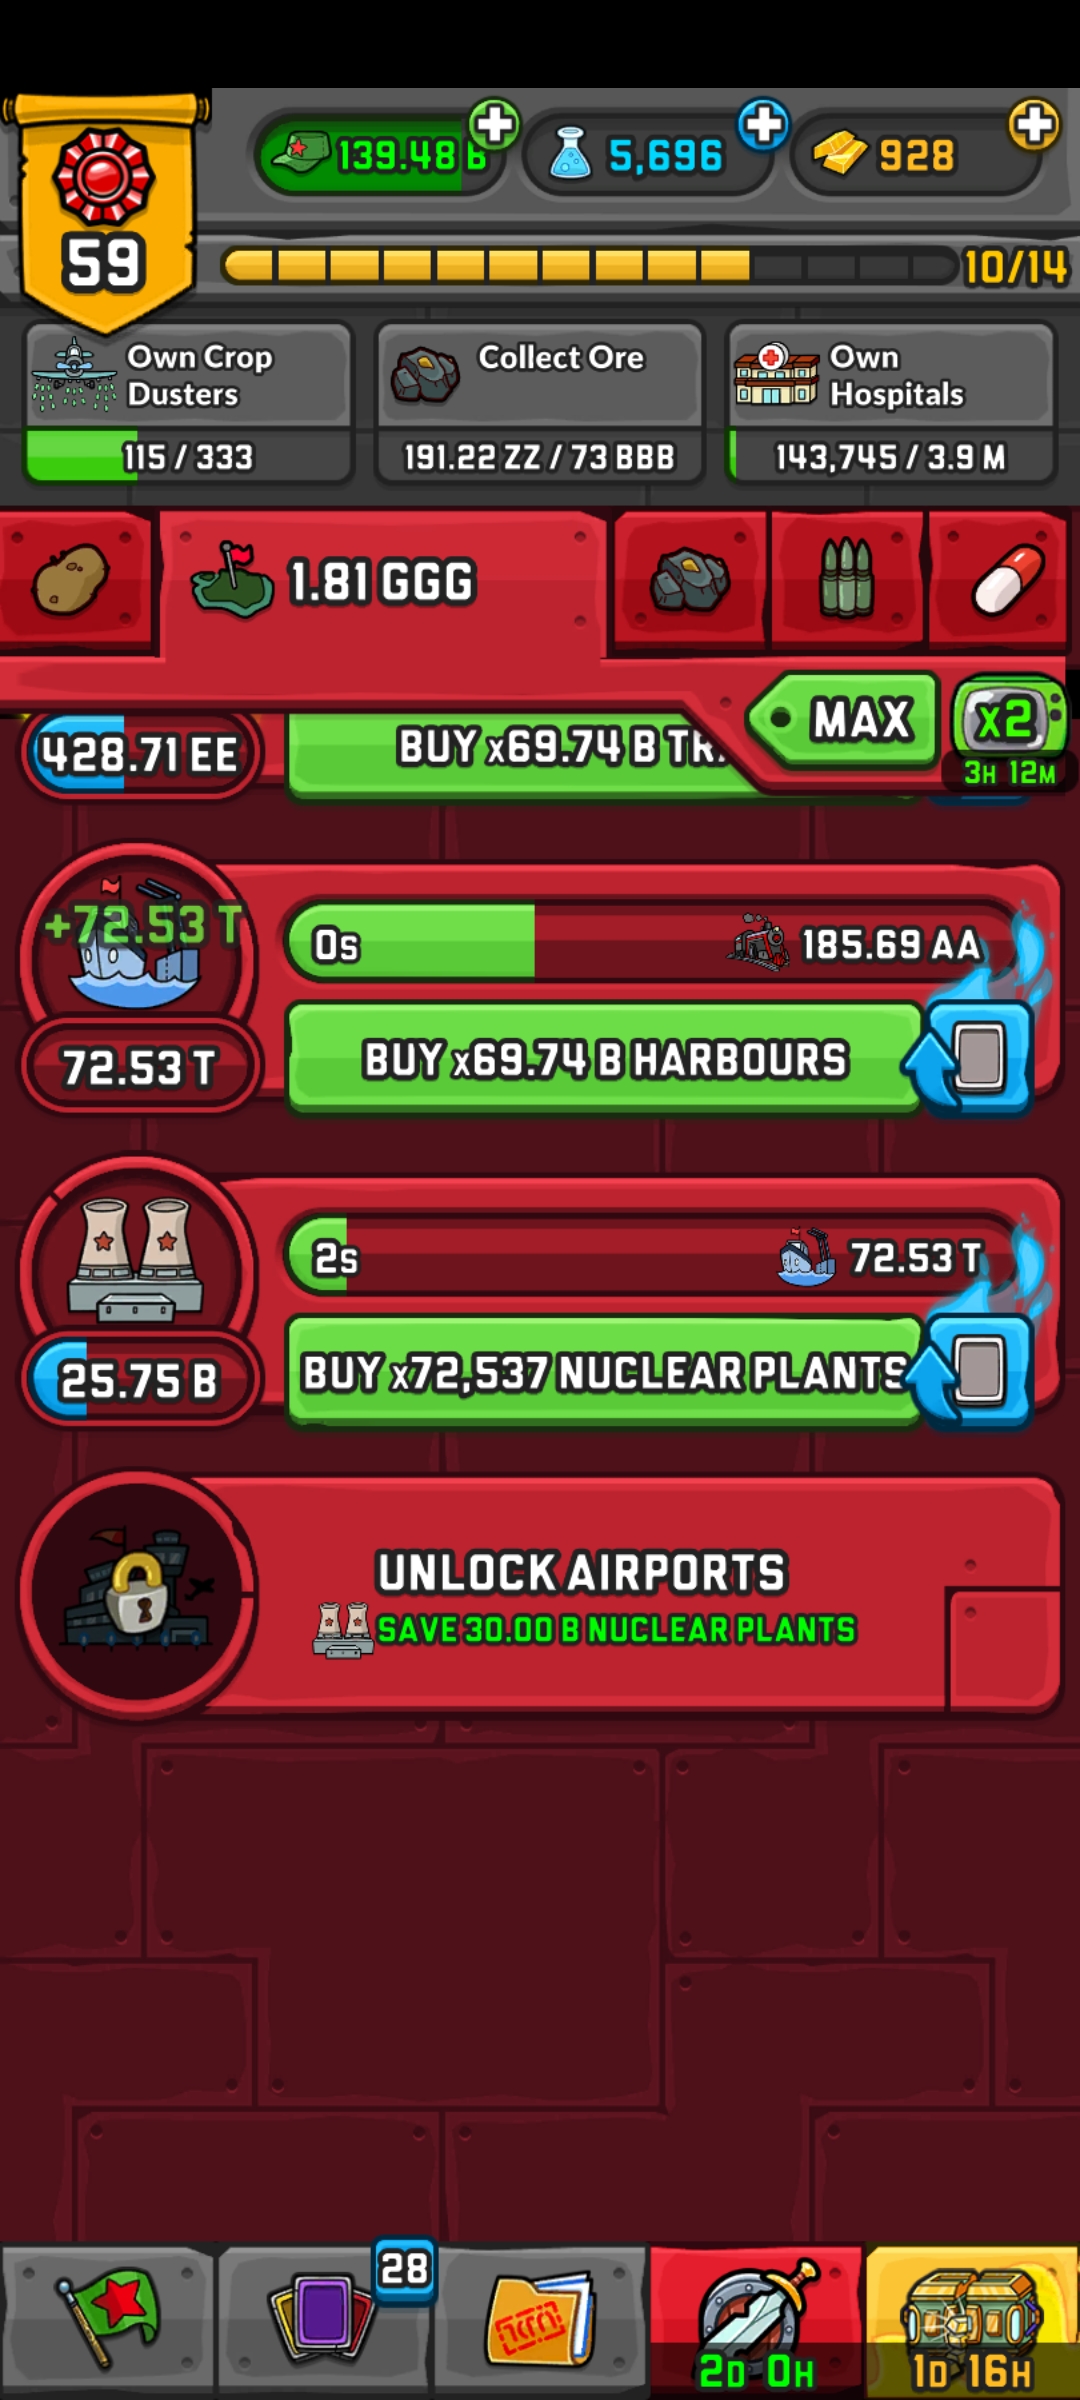 139.48 B
5,696
928
59
10/14
Own Crop
Dusters
115 / 333
Collect Ore
191.22 ZZ / 73 BBB
Own
Hospitals
143,745 / 3.9 M
1.81 GGG
MAX
x2
3H 12M
428.71 EE
BUY x69.74 B
+72.53 T
0s
185.69 AA
72.53 T
BUY x69.74 B HARBOURS
2s
72.53 T
25.75 B
BUY x72,537 NUCLEAR PLANTS
UNLOCK AIRPORTS
SAVE 30.00 B NUCLEAR PLANTS
28
2D 0H
1D 16H